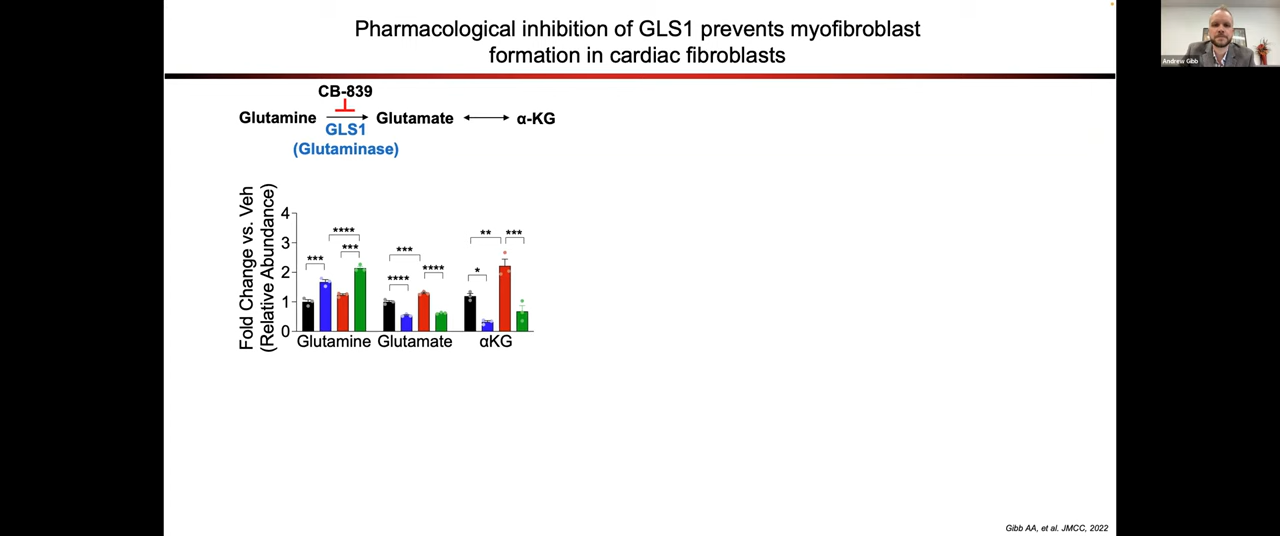 Pharmacological inhibition of GLS1 prevents myofibroblast
formation in cardiac fibroblasts
Andrew Gibb
CB-839
Glutamine
Glutamate
α-KG
GLS1
(Glutaminase)
Fold Change vs. Veh
(Relative Abundance)
4
3
2
1
0
***
****
***
****
***
****
*
**
***
Glutamine
Glutamate
αKG
Gibb AA, et al. JMCC, 2022